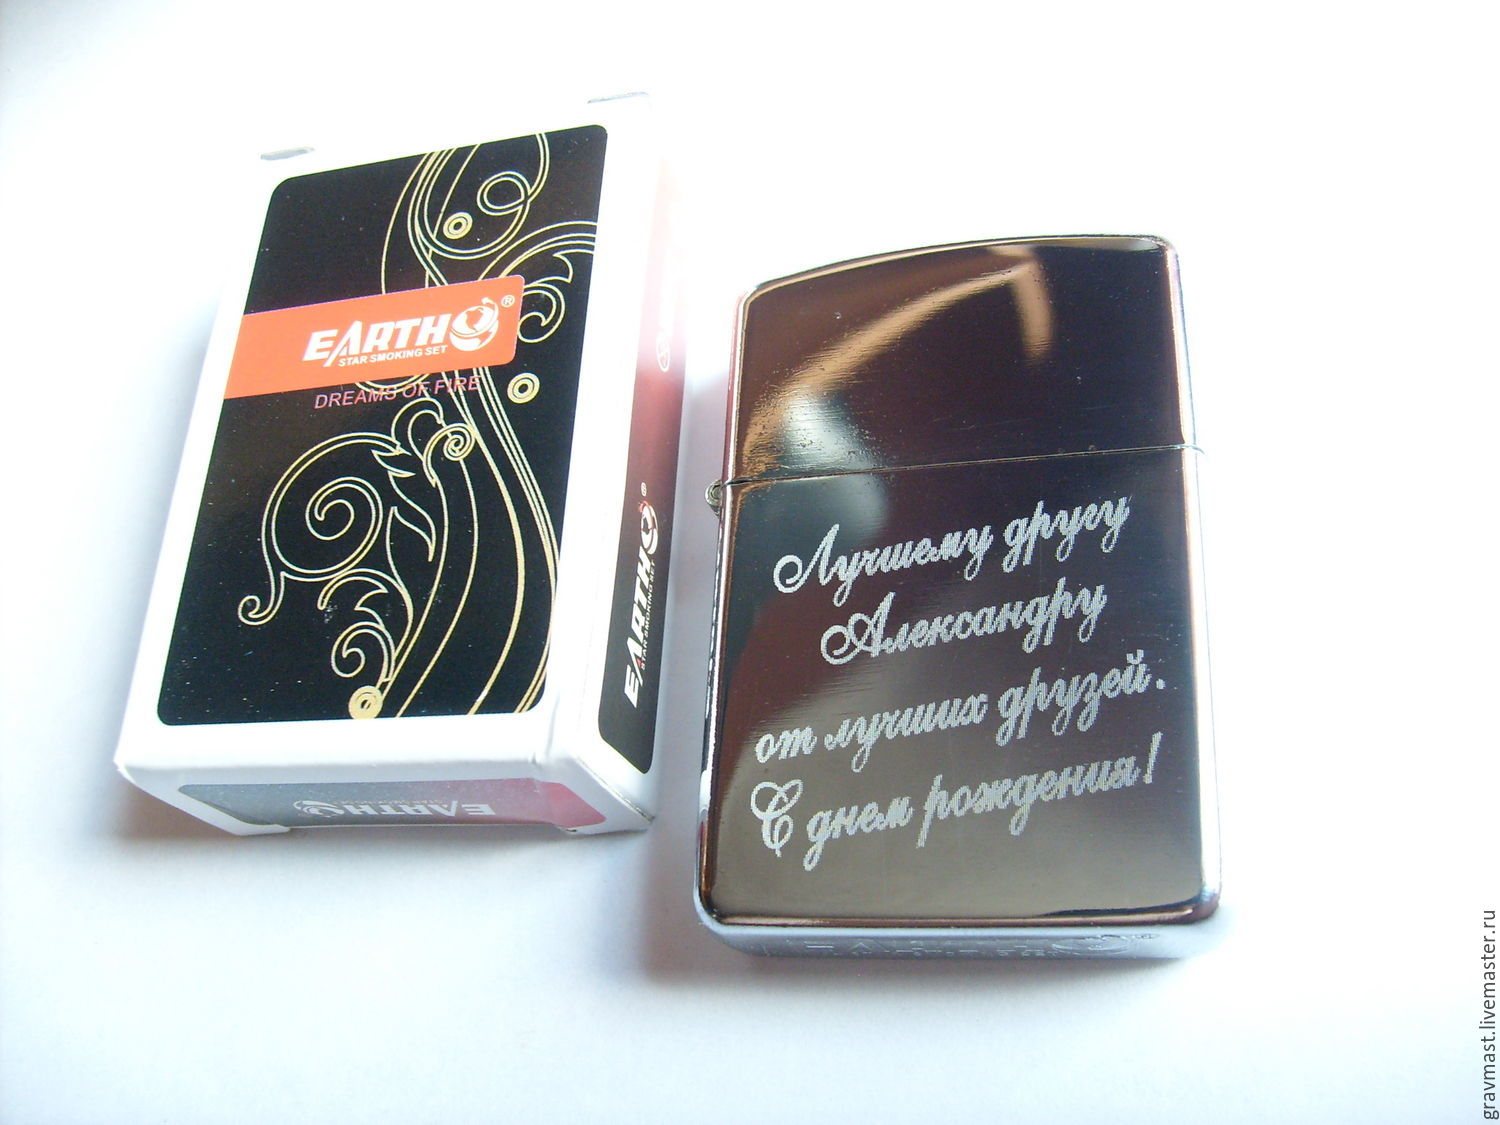 EARTH ®
STAR SMOKING SET
DREAMS OF FIRE
EARTH ®
STAR SMOKING SET
EARTH
Лучшему другу
Александру
от лучших друзей.
С днем рождения!
gravmast.livemaster.ru